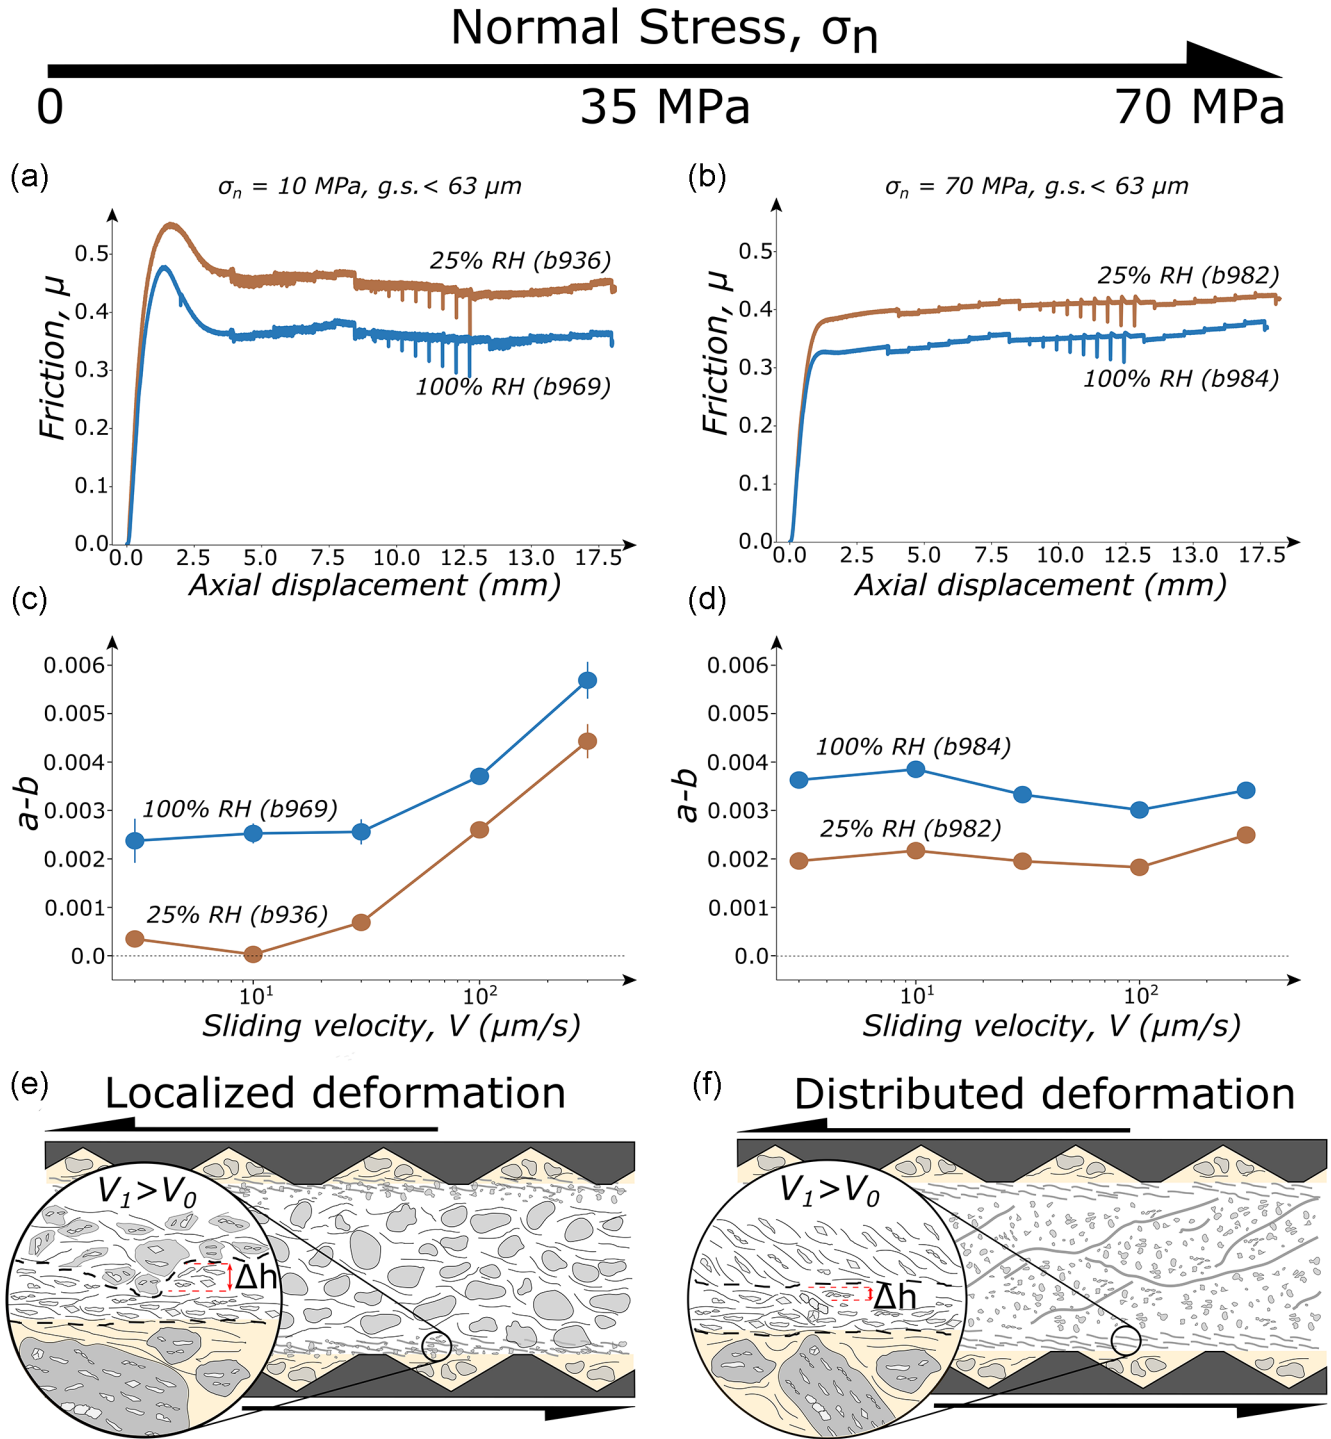 Normal Stress, σn
0 35 MPa 70 MPa
(a)
σn = 10 MPa, g.s.< 63 µm
Friction, µ
0.5
0.4
0.3
0.2
0.1
0.0
25% RH (b936)
100% RH (b969)
0.0 2.5 5.0 7.5 10.0 12.5 13.0 17.5
Axial displacement (mm)
(b)
σn = 70 MPa, g.s.< 63 µm
Friction, µ
0.5
0.4
0.3
0.2
0.1
0.0
25% RH (b982)
100% RH (b984)
0.0 2.5 5.0 7.5 10.0 12.5 13.0 17.5
Axial displacement (mm)
(c)
a-b
0.006
0.005
0.004
0.003
0.002
0.001
0.0
100% RH (b969)
25% RH (b936)
10¹ 10²
Sliding velocity, V (µm/s)
(d)
a-b
0.006
0.005
0.004
0.003
0.002
0.001
0.0
100% RH (b984)
25% RH (b982)
10¹ 10²
Sliding velocity, V (µm/s)
(e)
Localized deformation
V1>V0
Δh
(f)
Distributed deformation
V1>V0
Δh